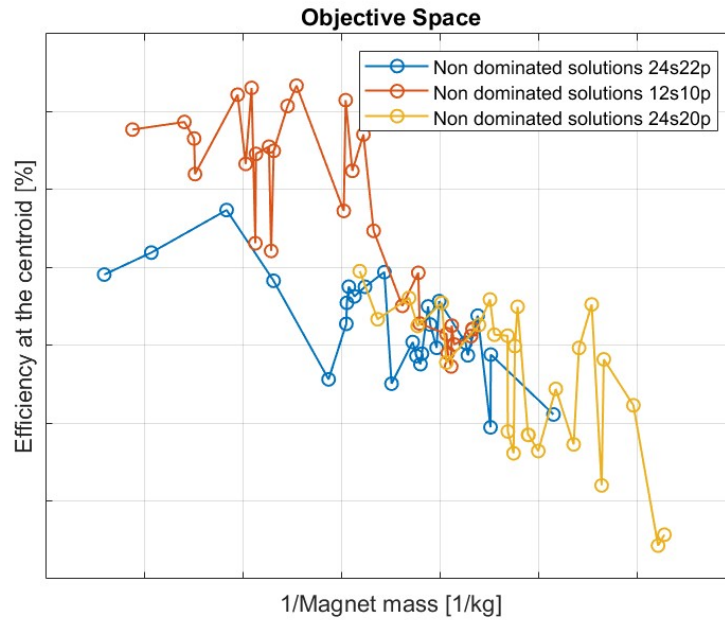 Objective Space
Non dominated solutions 24s22p
Non dominated solutions 12s10p
Non dominated solutions 24s20p
Efficiency at the centroid [%]
1/Magnet mass [1/kg]